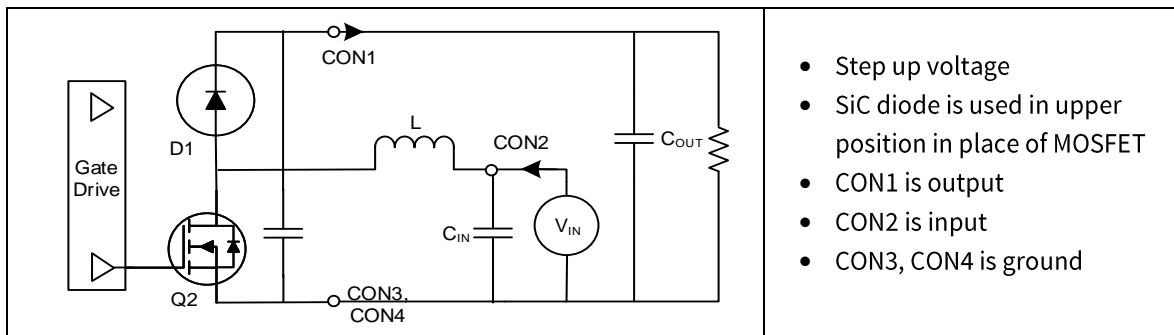 CON1
D1
Gate
Drive
L
CON2
COUT
CIN
VIN
Q2
CON3,
CON4
• Step up voltage
• SiC diode is used in upper
position in place of MOSFET
• CON1 is output
• CON2 is input
• CON3, CON4 is ground